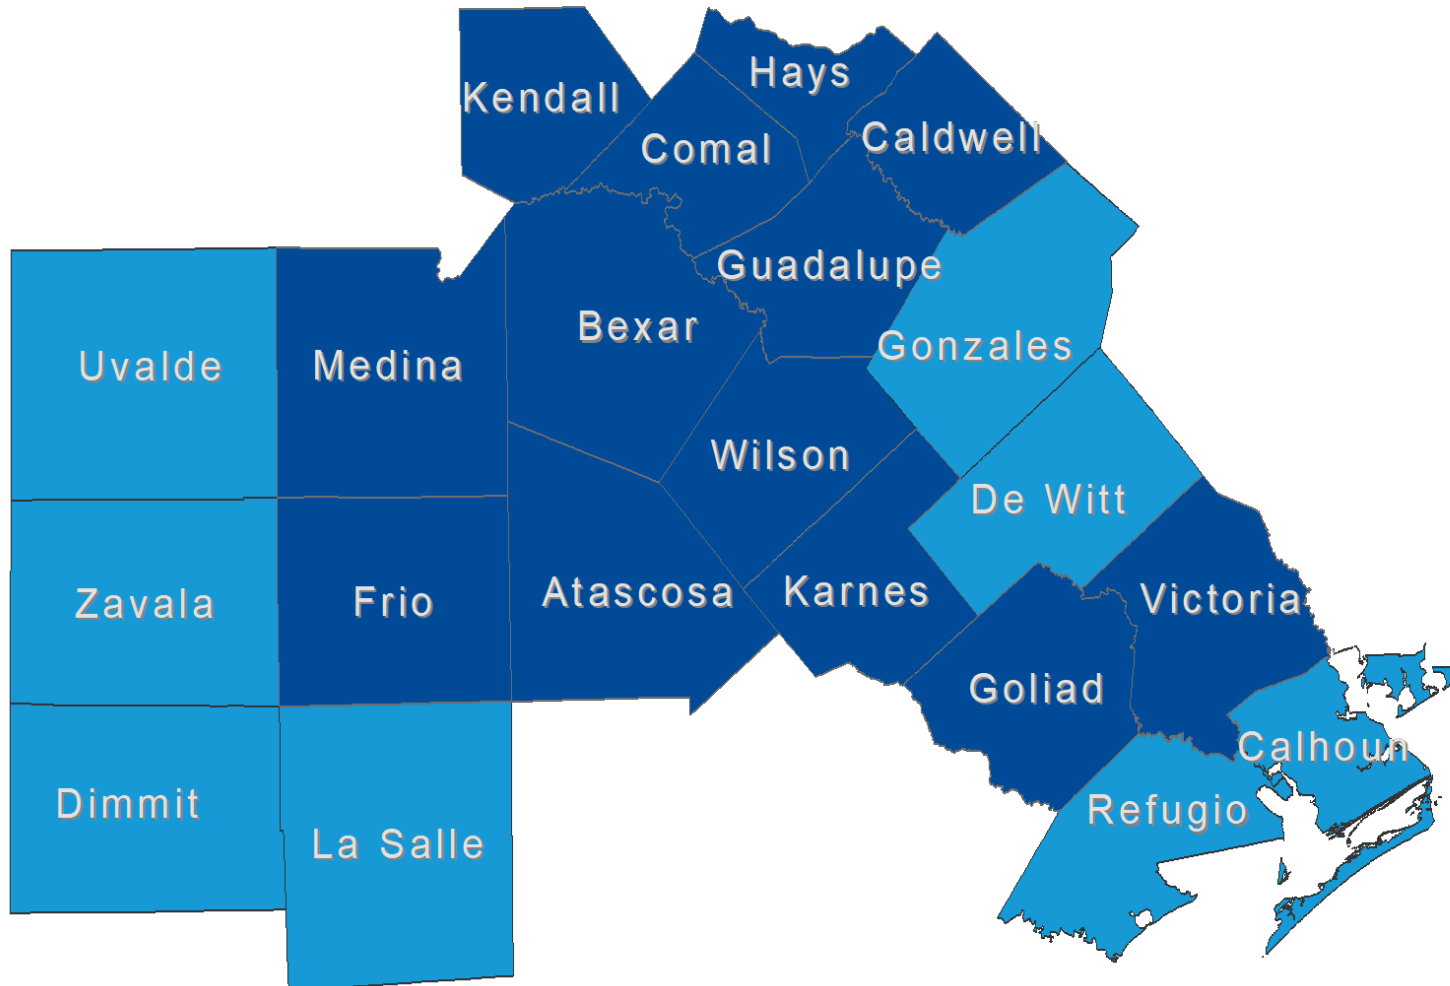 Hays
Kendall
Caldwell
Comal
Guadalupe
Bexar
Gonzales
Uvalde
Medina
Wilson
De Witt
Atascosa
Karnes
Victoria
Zavala
Frio
Goliad
Calhoun
Dimmit
Refugio
La Salle